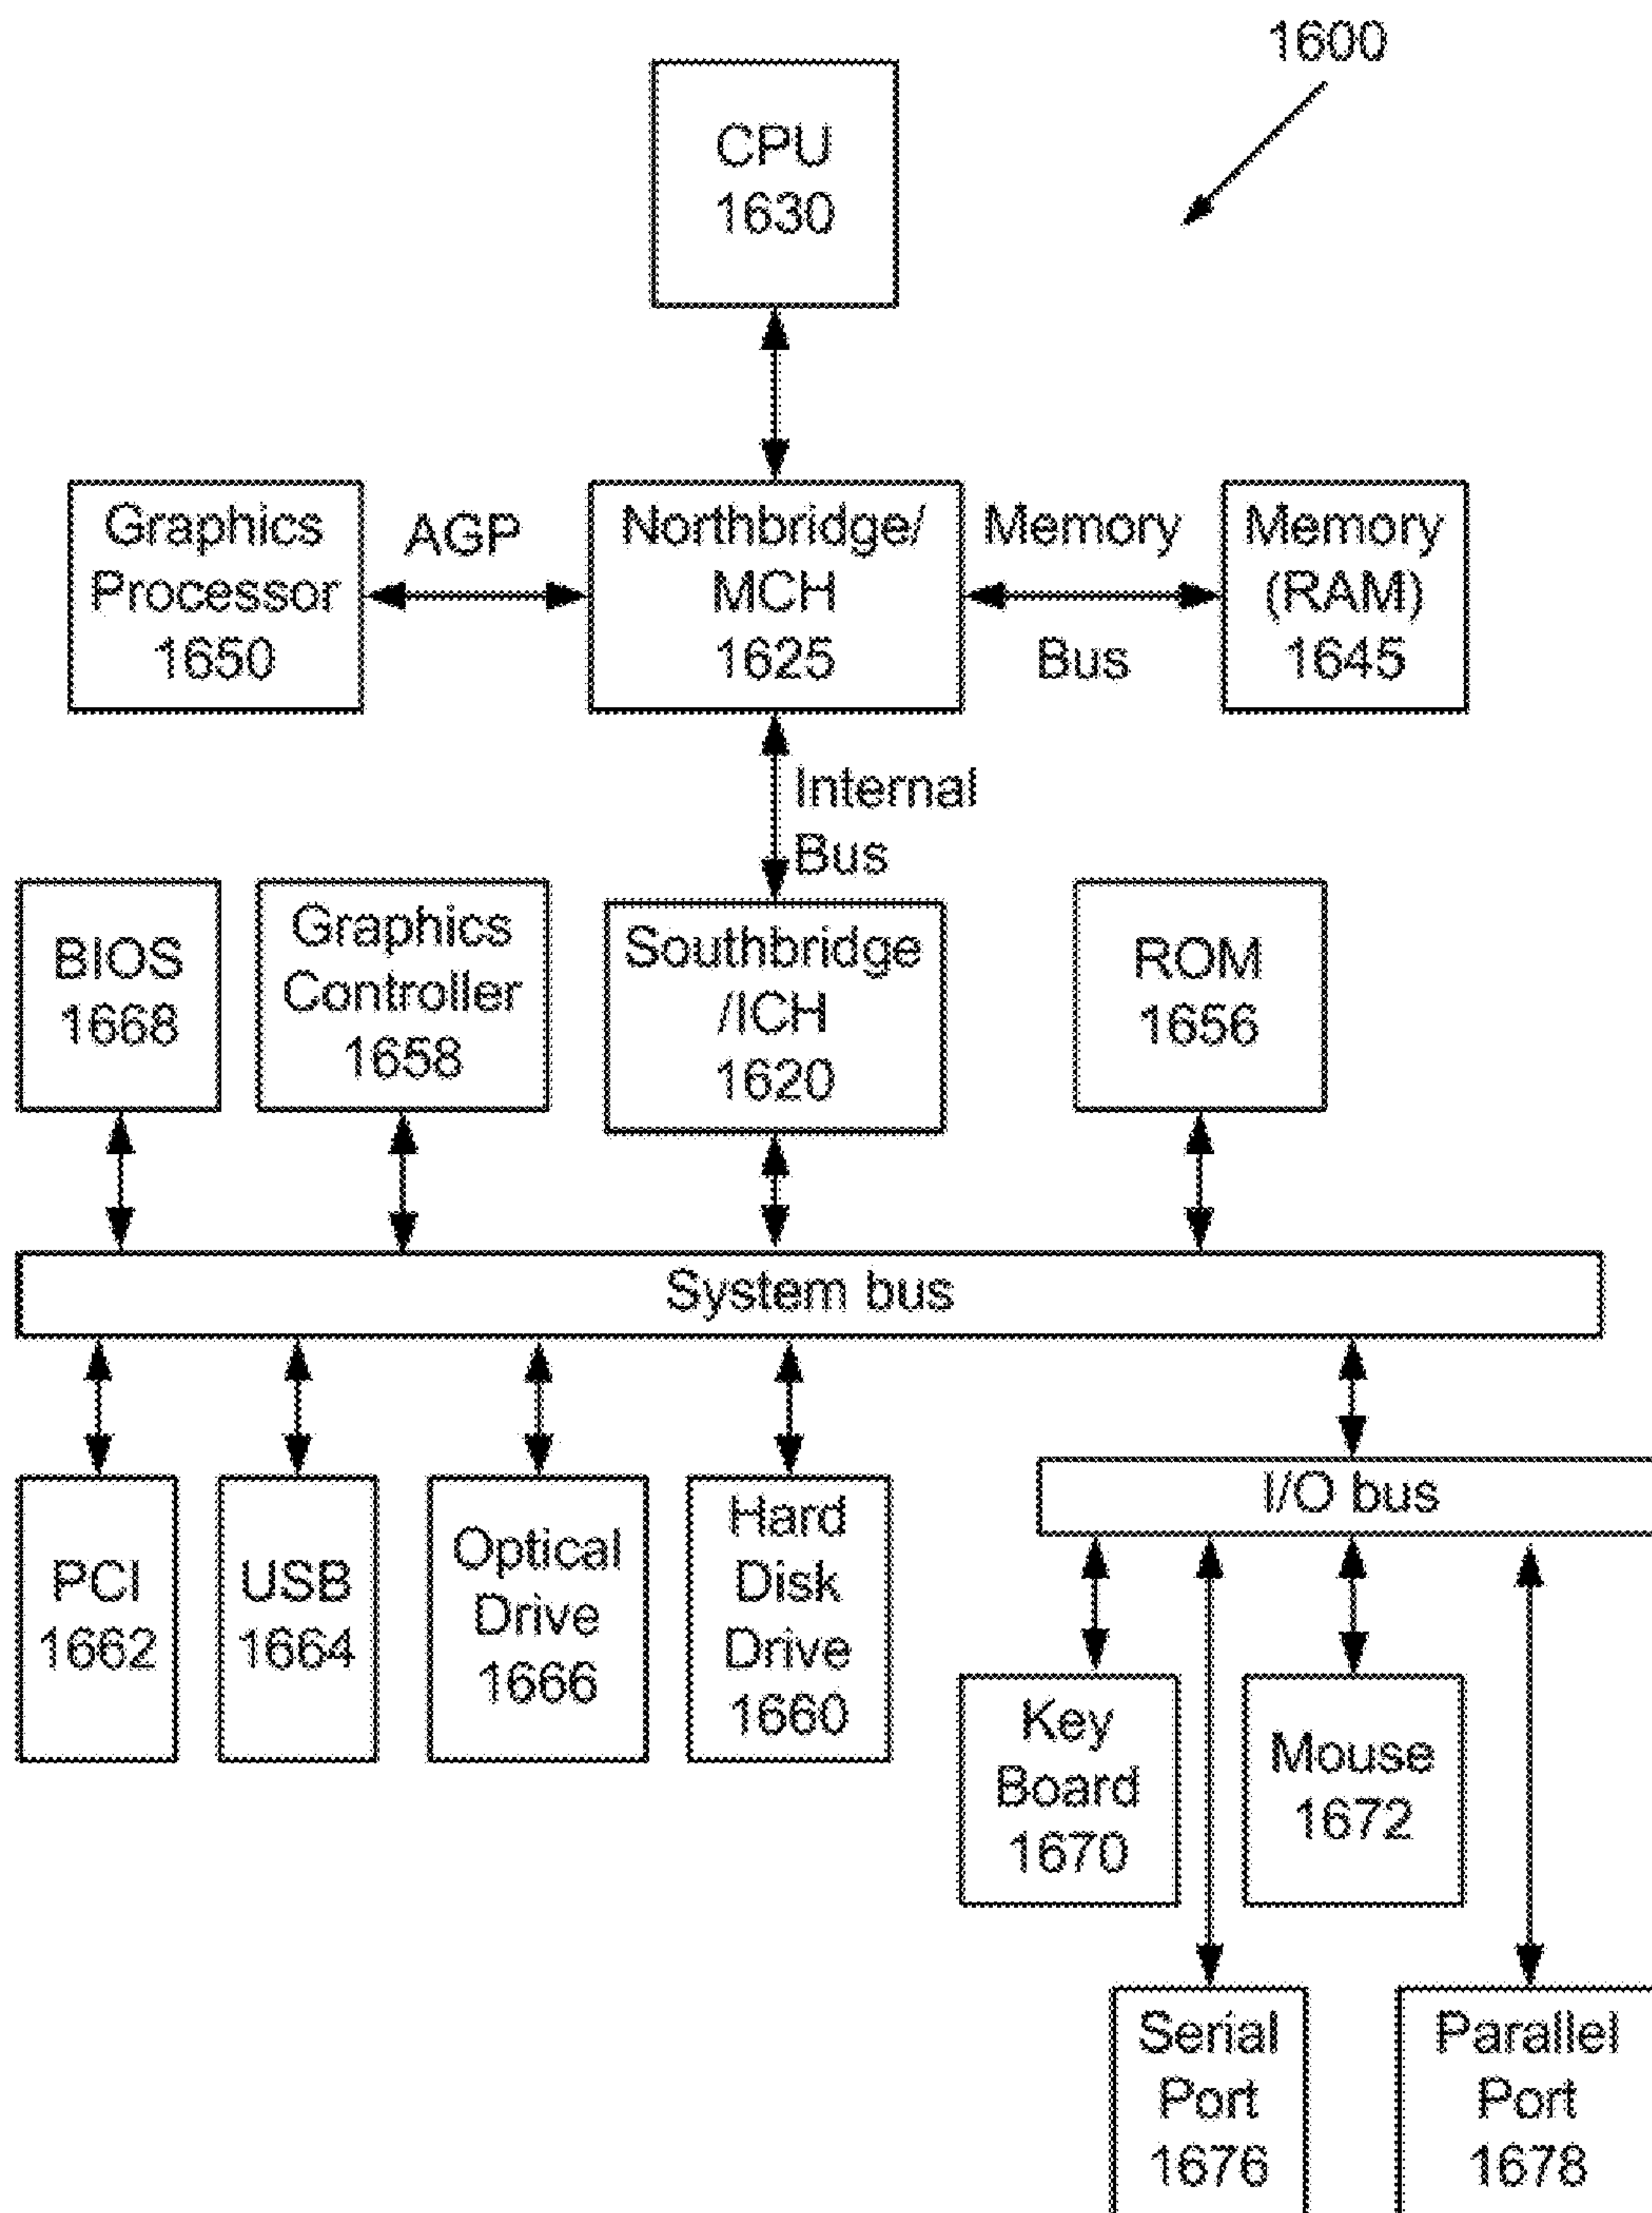 1600
CPU
1630
Graphics
Processor
1650
AGP
Northbridge/
MCH
1625
Memory
Bus
Memory
(RAM)
1645
Internal
Bus
BIOS
1668
Graphics
Controller
1658
Southbridge
/ICH
1620
ROM
1656
System bus
PCI
1662
USB
1664
Optical
Drive
1666
Hard
Disk
Drive
1660
I/O bus
Key
Board
1670
Mouse
1672
Serial
Port
1676
Parallel
Port
1678